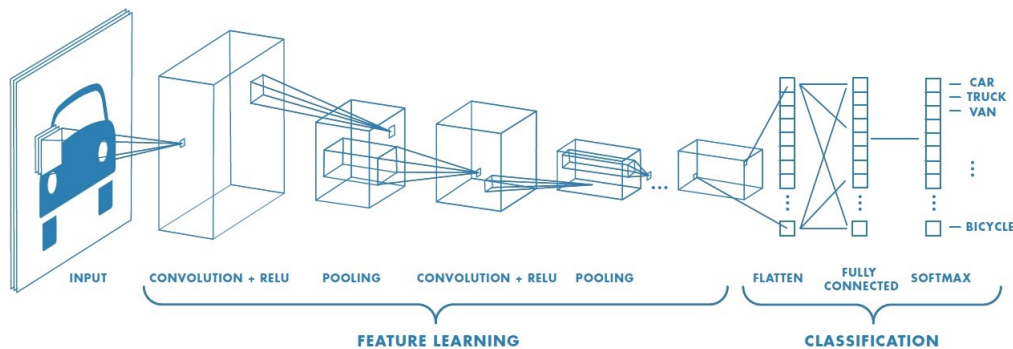 CAR
TRUCK
VAN
BICYCLE
INPUT
CONVOLUTION + RELU
POOLING
CONVOLUTION + RELU
POOLING
FLATTEN
FULLY
CONNECTED
SOFTMAX
FEATURE LEARNING
CLASSIFICATION